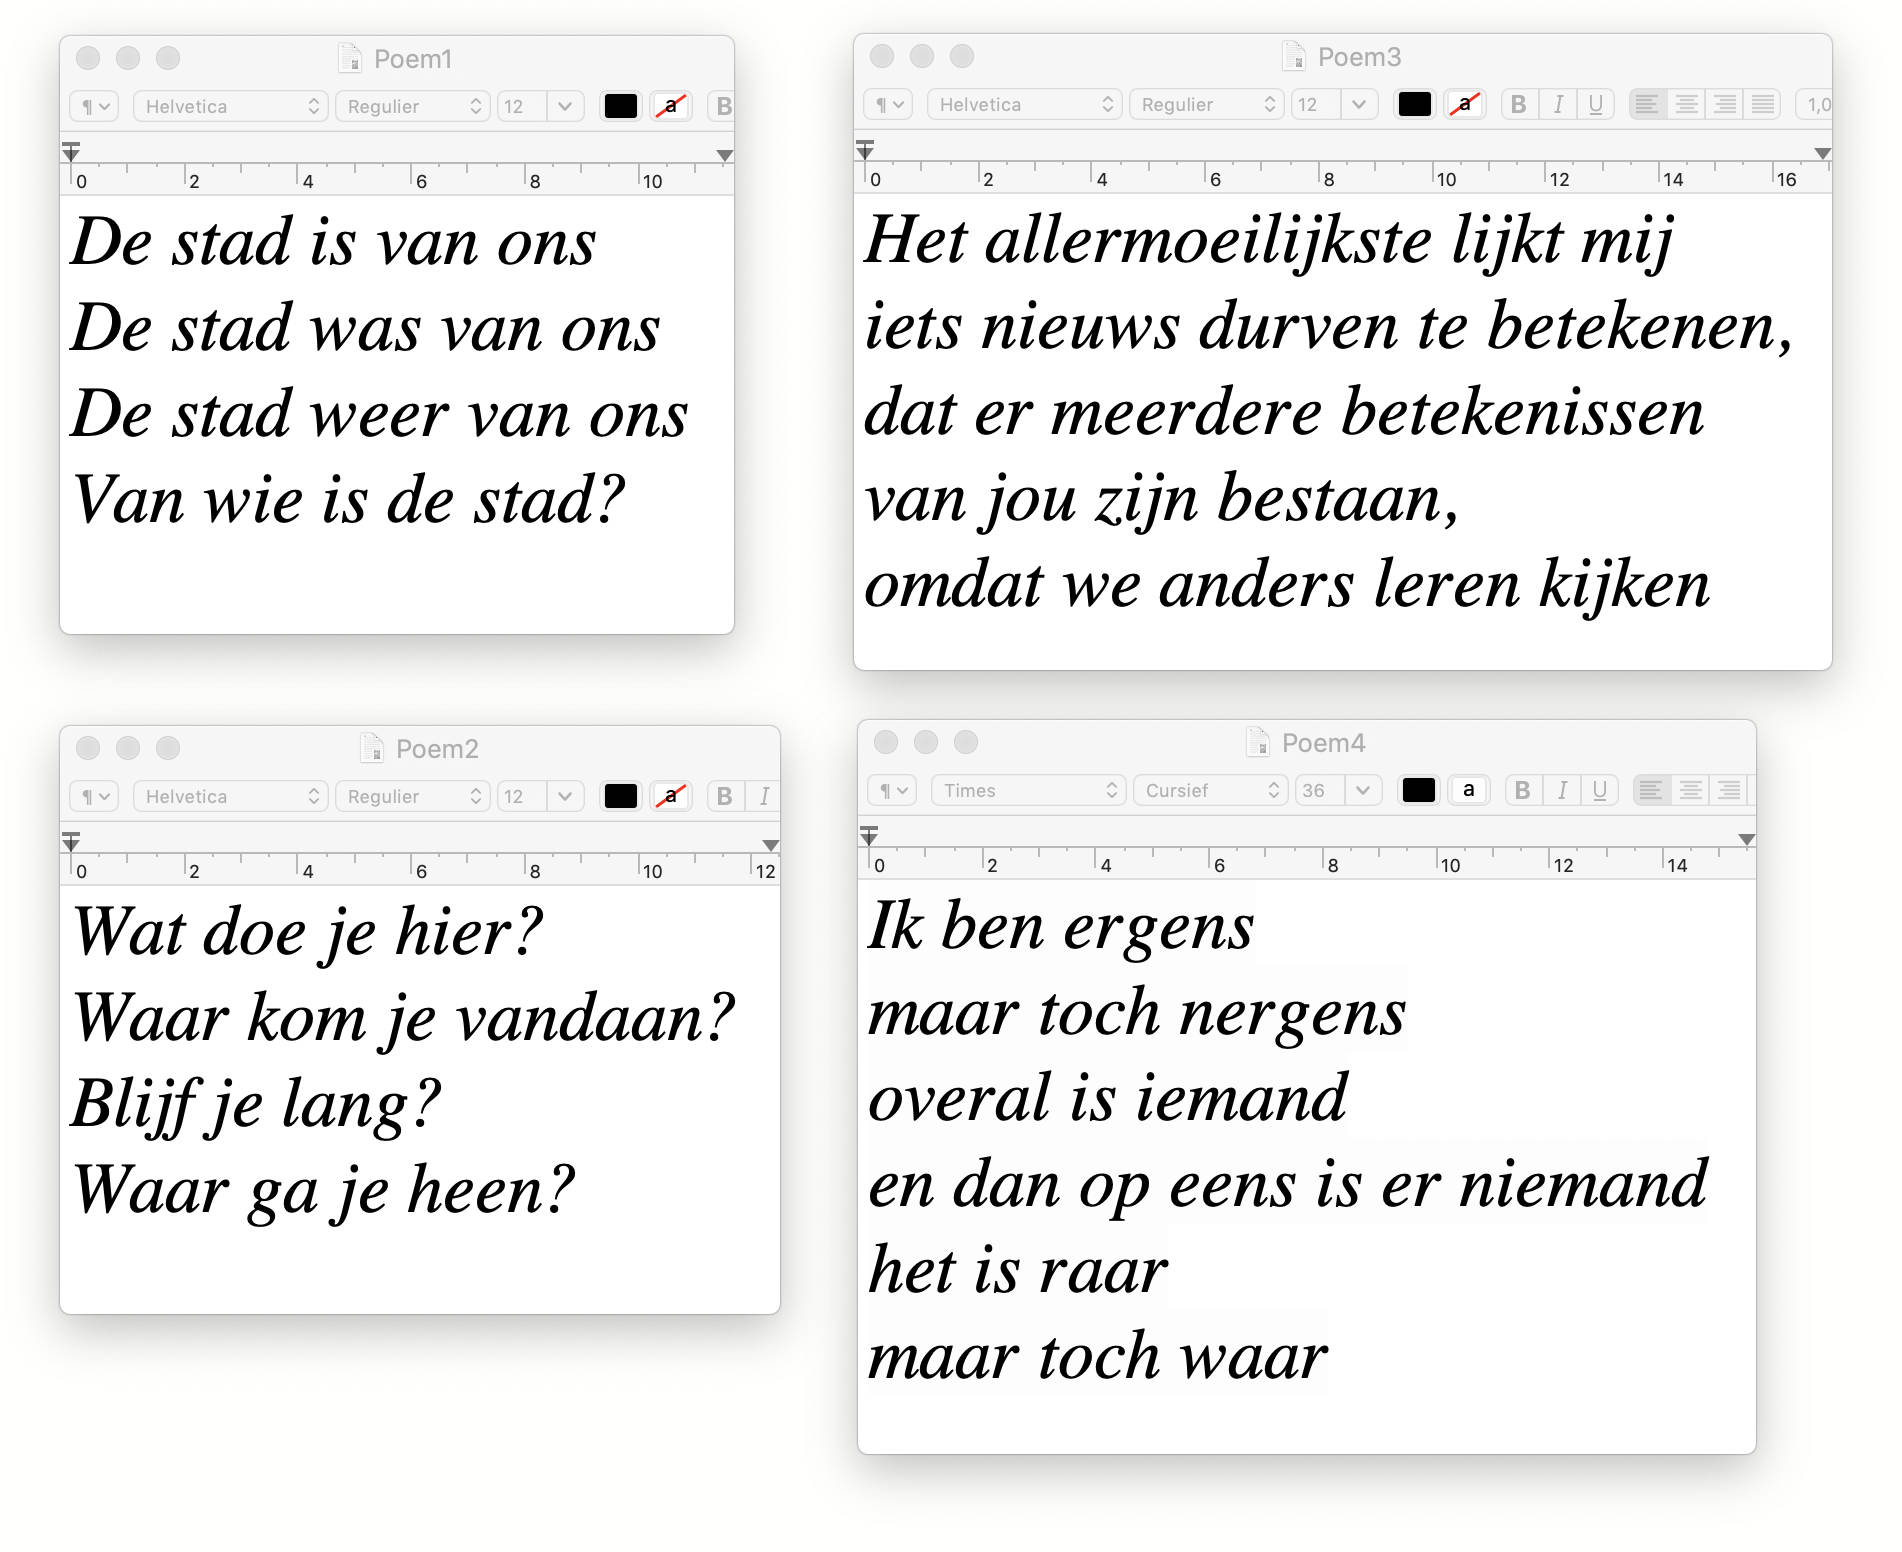 Poem1
Helvetica Regulier 12 a B
0 2 4 6 8 10
De stad is van ons
De stad was van ons
De stad weer van ons
Van wie is de stad?
Poem3
Helvetica Regulier 12 a B I U 1,0
0 2 4 6 8 10 12 14 16
Het allermoeilijkste lijkt mij
iets nieuws durven te betekenen,
dat er meerdere betekenissen
van jou zijn bestaan,
omdat we anders leren kijken
Poem2
Helvetica Regulier 12 a B I
0 2 4 6 8 10 12
Wat doe je hier?
Waar kom je vandaan?
Blijf je lang?
Waar ga je heen?
Poem4
Times Cursief 36 a B I U
0 2 4 6 8 10 12 14
Ik ben ergens
maar toch nergens
overal is iemand
en dan op eens is er niemand
het is raar
maar toch waar